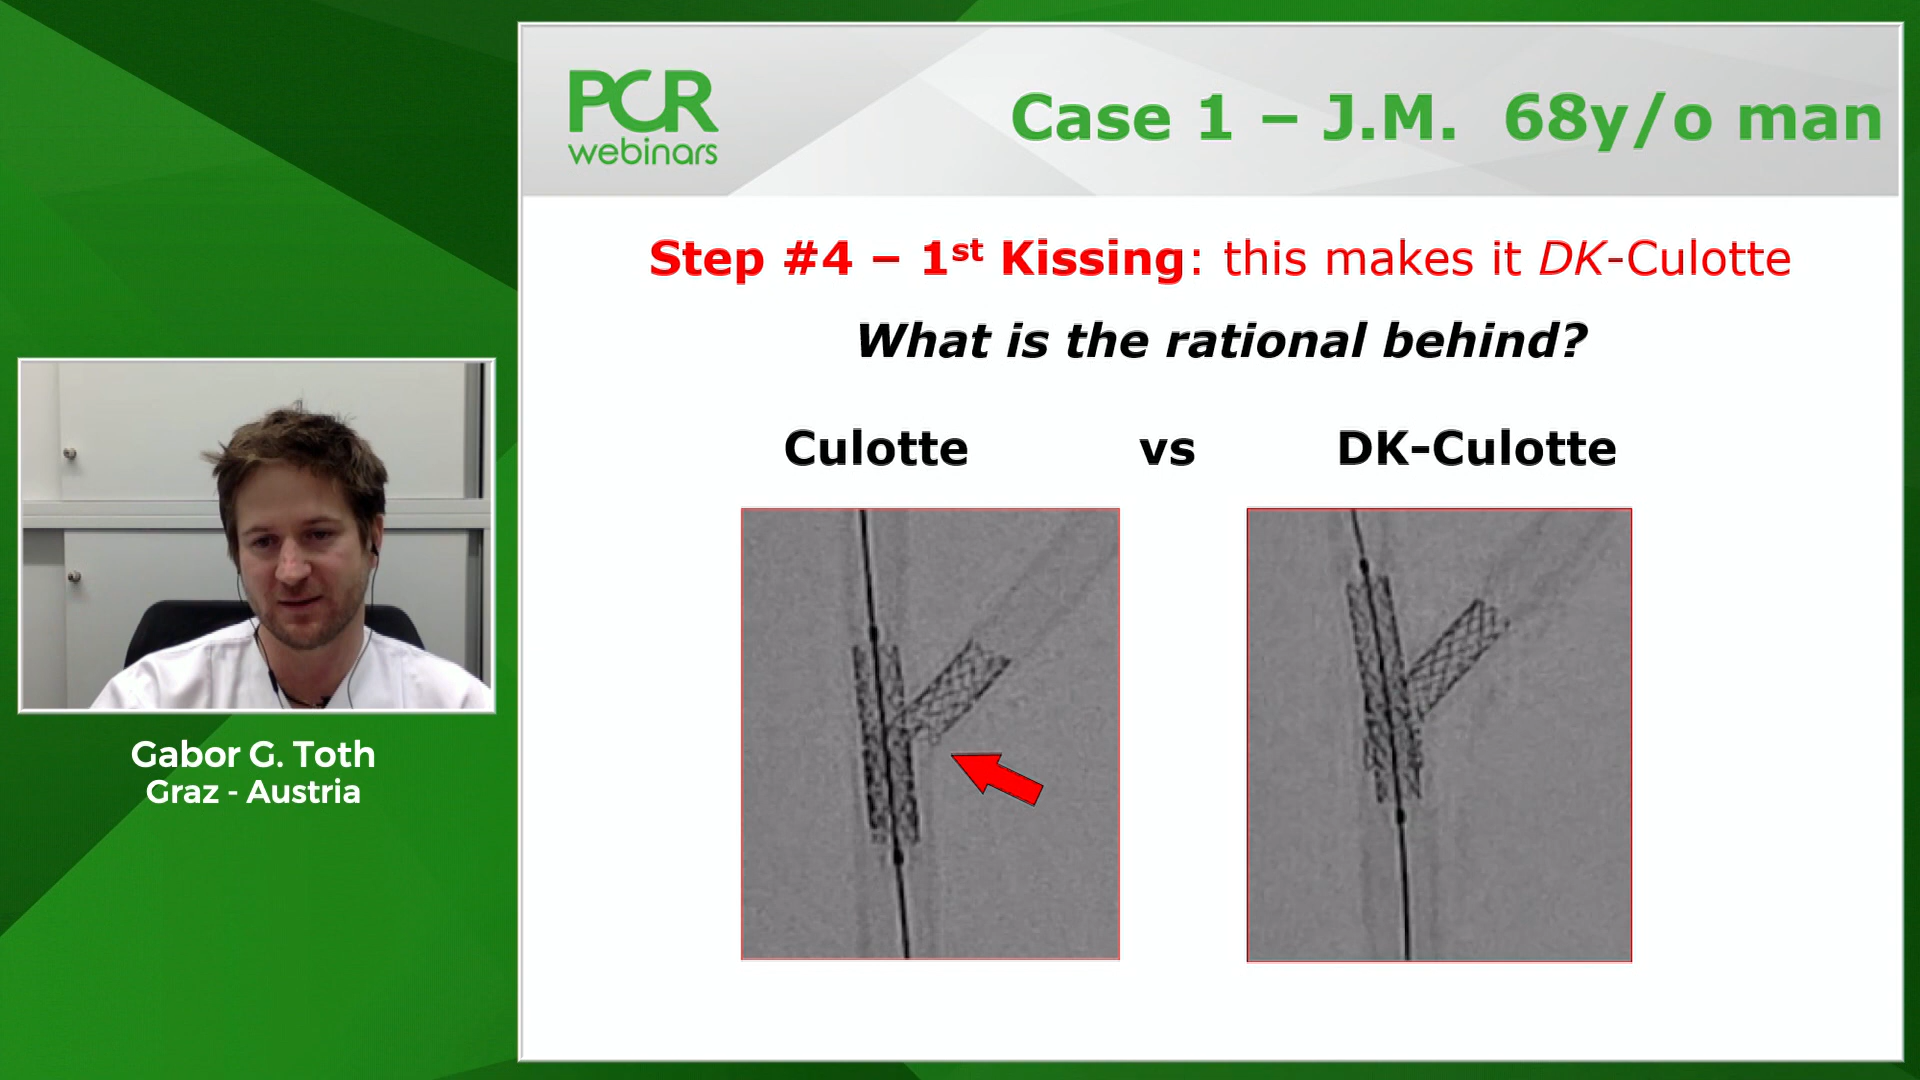 PCR
webinars
Case 1 – J.M. 68y/o man
Step #4 – 1st Kissing: this makes it DK-Culotte
What is the rational behind?
Culotte vs DK-Culotte
Gabor G. Toth
Graz - Austria